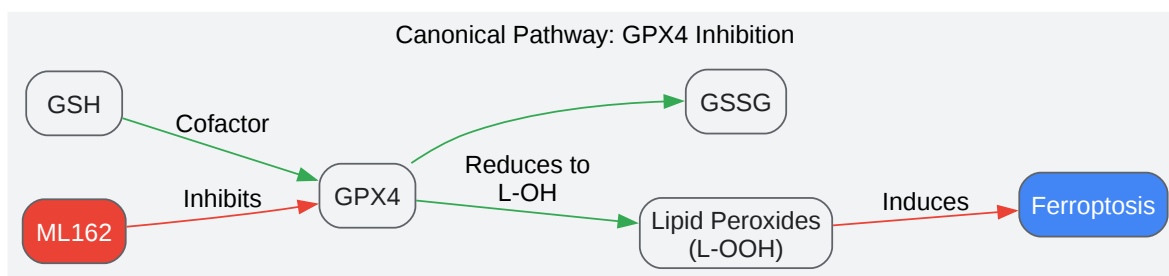 Canonical Pathway: GPX4 Inhibition
GSH
Cofactor
GSSG
ML162
Inhibits
GPX4
Reduces to
L-OH
Lipid Peroxides
(L-OOH)
Induces
Ferroptosis